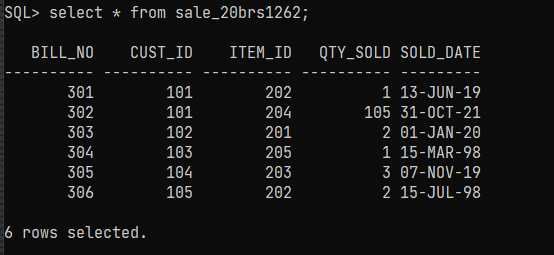 SQL> select * from sale_20brs1262;
BILL_NO    CUST_ID    ITEM_ID   QTY_SOLD SOLD_DATE
---------- ---------- ---------- ---------- ---------
301        101        202          1 13-JUN-19
302        101        204        105 31-OCT-21
303        102        201          2 01-JAN-20
304        103        205          1 15-MAR-98
305        104        203          3 07-NOV-19
306        105        202          2 15-JUL-98
6 rows selected.